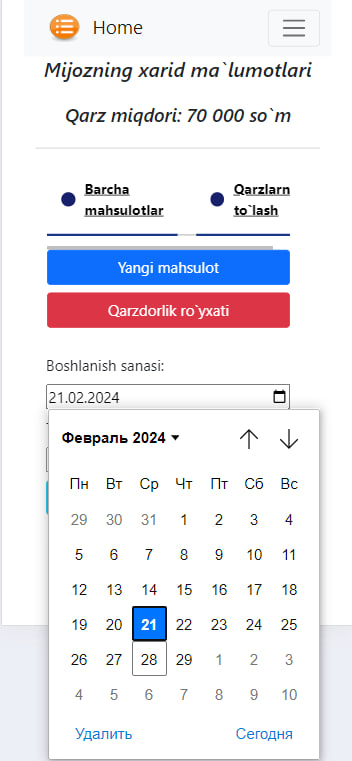 Home
Mijozning xarid ma`lumotlari
Qarz miqdori: 70 000 so`m
Barcha
mahsulotlar
Qarzlarn
to`lash
Yangi mahsulot
Qarzdorlik ro`yxati
Boshlanish sanasi:
21.02.2024
Февраль 2024
Пн Вт Ср Чт Пт Сб Вс
29 30 31 1 2 3 4
5 6 7 8 9 10 11
12 13 14 15 16 17 18
19 20 21 22 23 24 25
26 27 28 29 1 2 3
4 5 6 7 8 9 10
Удалить Сегодня